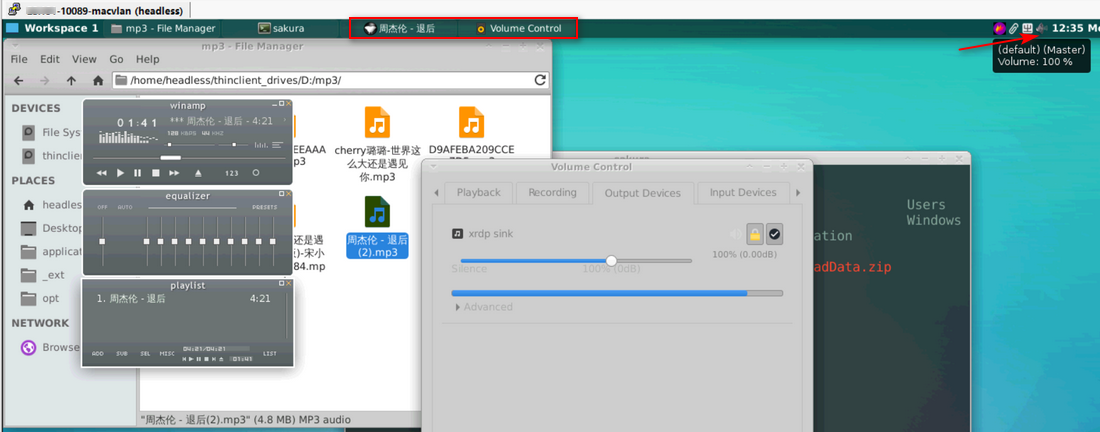 -10089-macvlan (headless)
Workspace 1
mp3 - File Manager
sakura
周杰伦 - 退后
Volume Control
12:35 M
(default) (Master)
Volume: 100 %
mp3 - File Manager
File Edit View Go Help
/home/headless/thinclient_drives/D:/mp3/
DEVICES
File Sys
thinclien
PLACES
headless
Desktop
applicat
_ext
opt
NETWORK
Browse
winamp
01:41
*** 周杰伦 - 退后 - 4:21
128 KBPS 44 KHZ
123
equalizer
OFF AUTO PRESETS
playlist
1. 周杰伦 - 退后 4:21
04:21/04:21
ADD SUB SEL MISC 01:41 LIST
EEAAA
p3
cherry璐璐-世界这
么大还是遇见
你.mp3
D9AFEBA209CCE
还是遇
)-宋小
84.mp
周杰伦 - 退后
(2).mp3
"周杰伦 - 退后(2).mp3" (4.8 MB) MP3 audio
Volume Control
Playback Recording Output Devices Input Devices
xrdp sink
100% (0.00dB)
Silence 100% (0dB)
Advanced
Users
Windows
ation
adData.zip